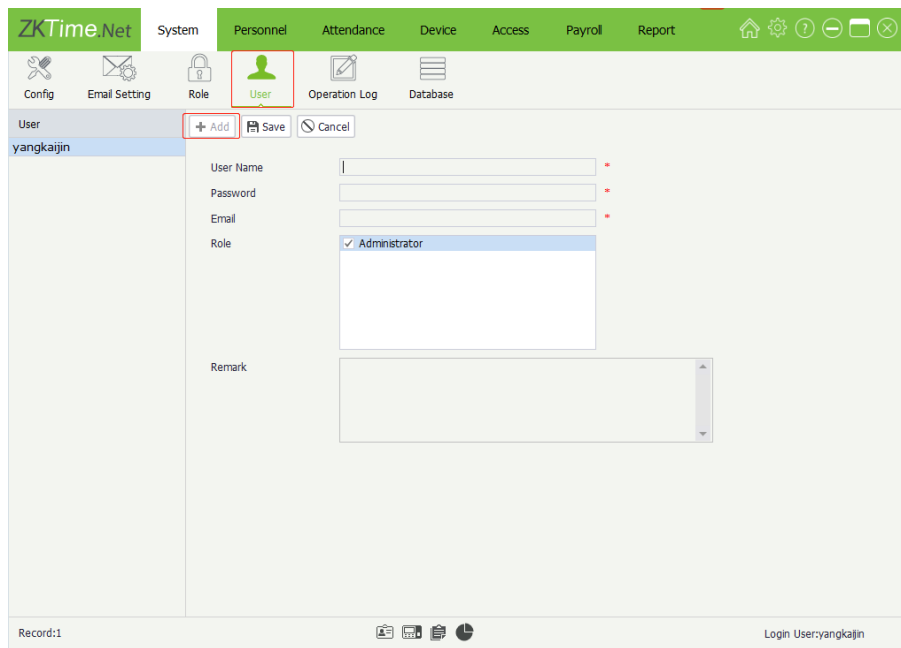 ZKTime.Net System Personnel Attendance Device Access Payroll Report
Config Email Setting Role User Operation Log Database
User
+ Add Save Cancel
yangkaijin
User Name *
Password *
Email *
Role
Administrator
Remark
Record:1
Login User:yangkaijin